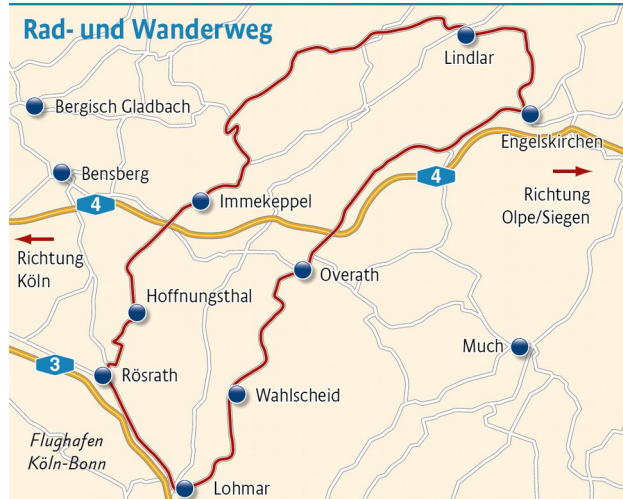 Rad- und Wanderweg
Lindlar
Bergisch Gladbach
Engelskirchen
Bensberg
4
Richtung
Olpe/Siegen
4
Immekeppel
Richtung
Köln
Overath
Hoffnungsthal
Much
3
Rösrath
Wahlscheid
Flughafen
Köln-Bonn
Lohmar